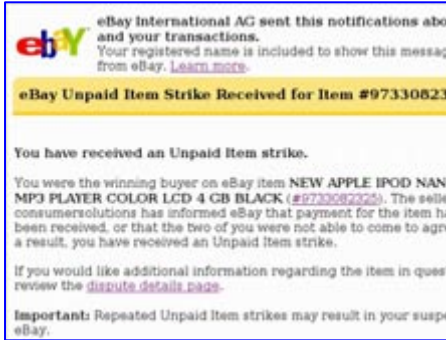 ebY
eBay International AG sent this notifications abo
and your transactions.
Your registered name is included to show this messag
from eBay. Learn more.
eBay Unpaid Item Strike Received for Item #97330823
You have received an Unpaid Item strike.
You were the winning buyer on eBay item NEW APPLE IPOD NAN
MP3 PLAYER COLOR LCD 4 GB BLACK (#9733082325). The selle
consumersolutions has informed eBay that payment for the item ha
been received, or that the two of you were not able to come to agre
a result, you have received an Unpaid Item strike.
If you would like additional information regarding the item in ques
review the dispute details page.
Important: Repeated Unpaid Item strikes may result in your suspe
eBay.